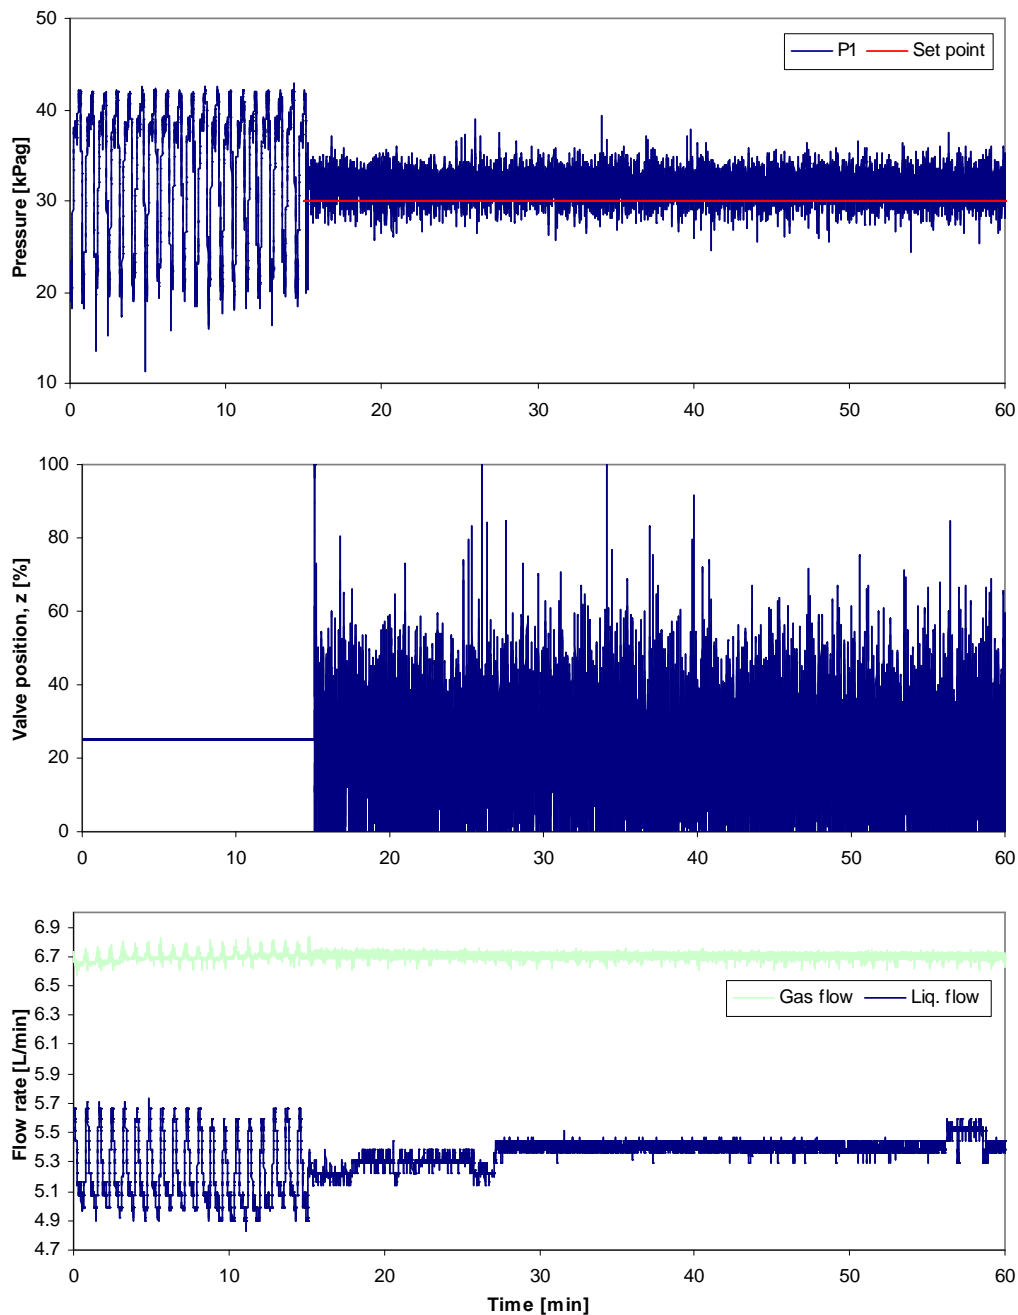 50
40
30
20
10
Pressure [kPag]
P1 Set point
0 10 20 30 40 50 60
100
80
60
40
20
0
Valve position, z [%]
0 10 20 30 40 50 60
6.9
6.7
6.5
6.3
6.1
5.9
5.7
5.5
5.3
5.1
4.9
4.7
Flow rate [L/min]
Gas flow Liq. flow
0 10 20 30 40 50 60
Time [min]